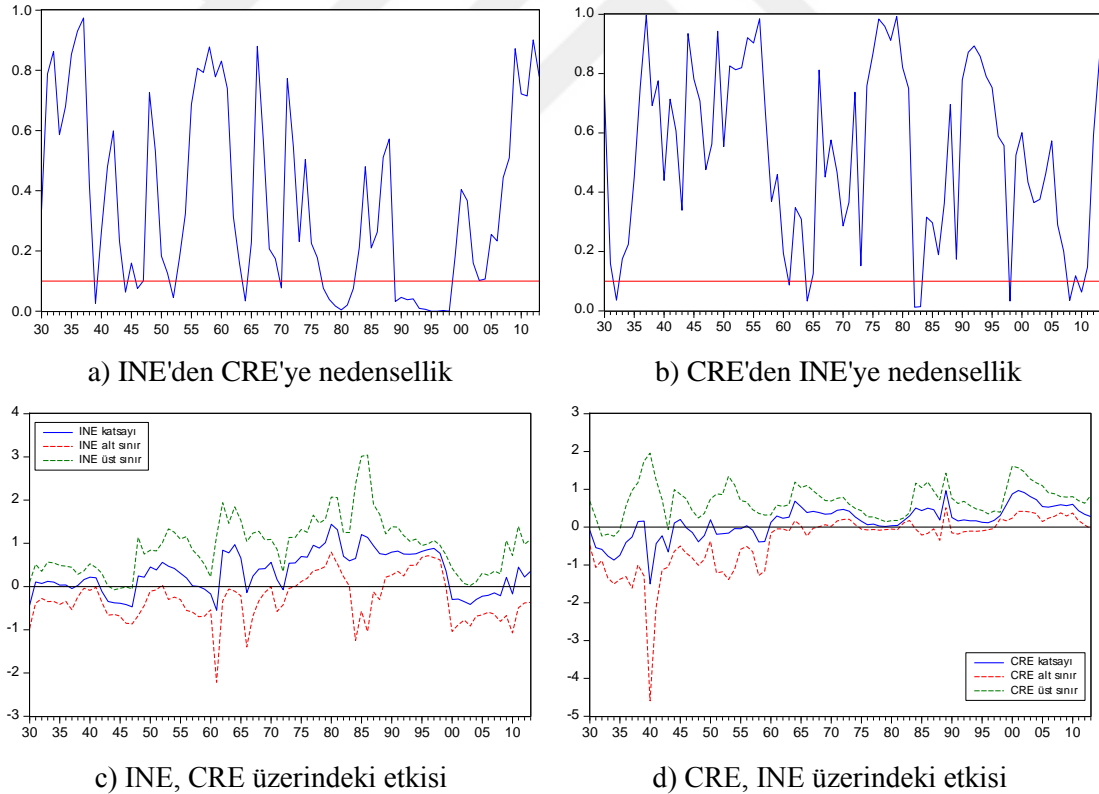 1.0
0.8
0.6
0.4
0.2
0.0
30 35 40 45 50 55 60 65 70 75 80 85 90 95 00 05 10
a) INE'den CRE'ye nedensellik
1.0
0.8
0.6
0.4
0.2
0.0
30 35 40 45 50 55 60 65 70 75 80 85 90 95 00 05 10
b) CRE'den INE'ye nedensellik
4
3
2
1
0
-1
-2
-3
INE katsayı
INE alt sınır
INE üst sınır
30 35 40 45 50 55 60 65 70 75 80 85 90 95 00 05 10
c) INE, CRE üzerindeki etkisi
3
2
1
0
-1
-2
-3
-4
-5
CRE katsayı
CRE alt sınır
CRE üst sınır
30 35 40 45 50 55 60 65 70 75 80 85 90 95 00 05 10
d) CRE, INE üzerindeki etkisi